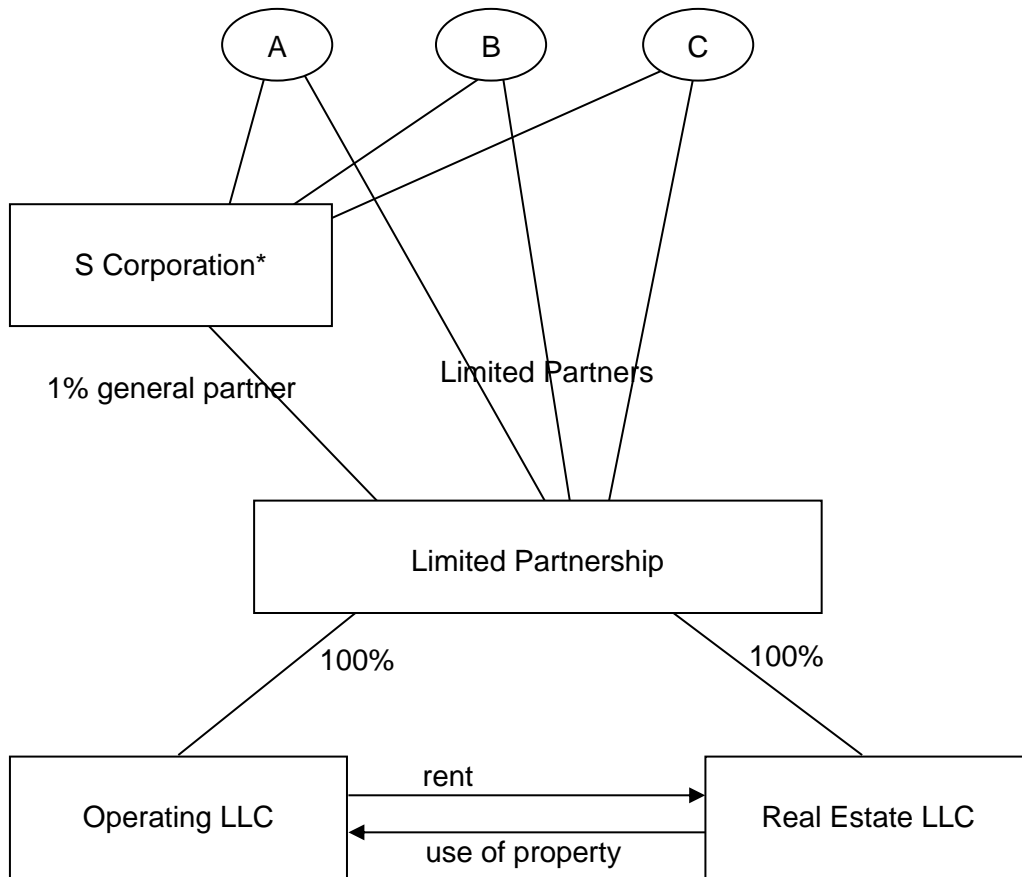 A
B
C
S Corporation*
1% general partner
Limited Partners
Limited Partnership
100%
100%
Operating LLC
rent
use of property
Real Estate LLC